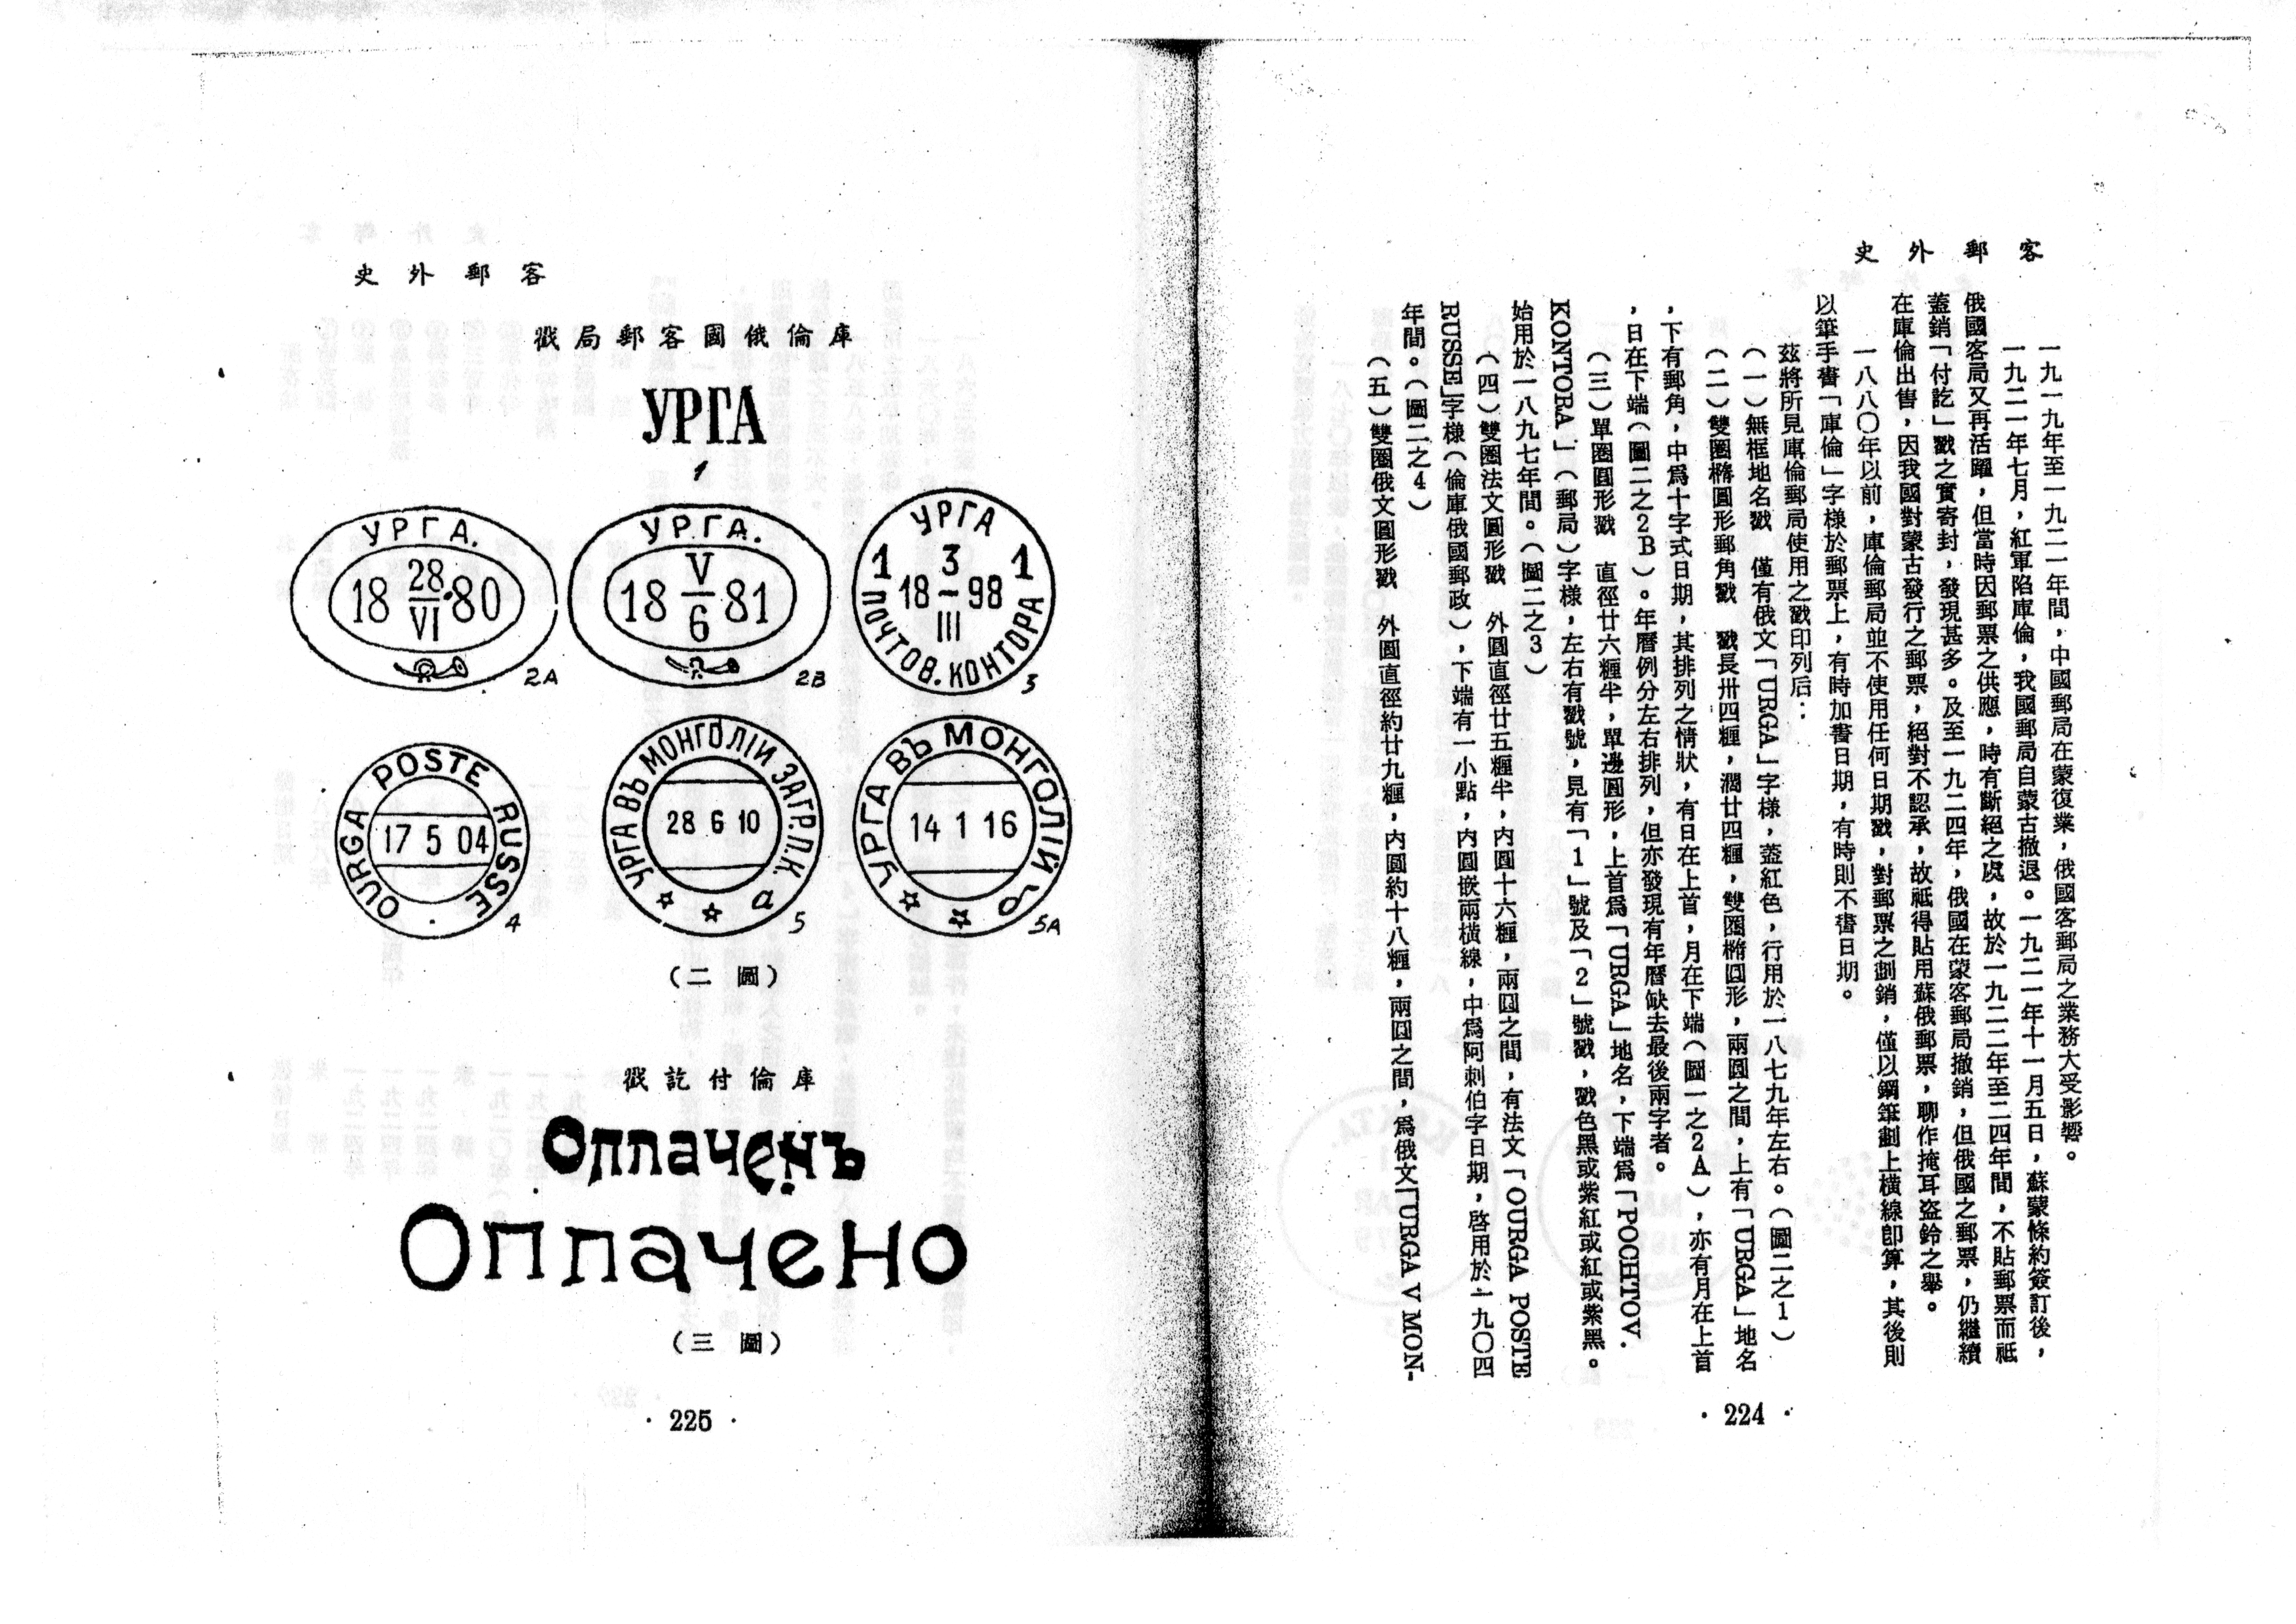 客郵外史
一九一九年至一九二一年間，中國郵局在蒙復業，俄國客郵局之業務大受影響。
一九二一年七月，紅軍陷庫倫，我國郵局自蒙古撤退。一九二一年十一月五日，蘇蒙條約簽訂後，
俄國客局又再活躍，但當時因郵票之供應，時有斷絕之處，故於一九二二年至二四年間，不貼郵票而祗
蓋銷「付訖」戳之實寄封，發現甚多。及至一九二四年，俄國在蒙客郵局撤銷，但俄國之郵票，仍繼續
在庫倫出售，因我國對蒙古發行之郵票，絕對不認承，故祗得貼用蘇俄郵票，聊作掩耳盜鈴之舉。
一八八〇年以前，庫倫郵局並不使用任何日期戳，對郵票之劃銷，僅以鋼筆劃上橫線卽算，其後則
以筆手書「庫倫」字樣於郵票上，有時加書日期，有時則不書日期。
茲將所見庫倫郵局使用之戳印列后：
（一）無框地名戳　僅有俄文「URGA」字様，蓋紅色，行用於一八七九年左右。（圖二之1）
（二）雙圈橢圓形郵角戳　戳長卅四糎，濶廿四糎，雙圈橢圓形，兩圓之間，上有「URGA」地名
，下有郵角，中爲十字式日期，其排列之情狀，有日在上首，月在下端（圖一之2A），亦有月在上首
，日在下端（圖二之2B）。年曆例分左右排列，但亦發現有年曆缺去最後兩字者。
（三）單圈圓形戳　直徑廿六糎半，單邊圓形，上首爲「URGA」地名，下端爲「POCHTOV.
KONTORA」（郵局）字様，左右有戳號，見有「1」號及「2」號戳，戳色黑或紫紅或紅或紫黑。
始用於一八九七年間。（圖二之3）
（四）雙圈法文圓形戳　外圓直徑廿五糎半，内圓十六糎，兩圓之間，有法文「OURGA POSTE
RUSSE」字様（倫庫俄國郵政），下端有一小點，内圓嵌兩橫線，中爲阿刺伯字日期，啓用於一九〇四
年間。（圖二之4）
（五）雙圈俄文圓形戳　外圓直徑約廿九糎，内圓約十八糎，兩圓之間，爲俄文「URGA V MON-
· 224 ·
客郵外史
庫倫俄國客郵局戳
УРГА
1
УРГА.
18 28 VI 80
2A
УРГА.
18 V 6 81
2B
УРГА
1 3 1
18 – 98
III
ПОЧТОВ. КОНТОРА
3
OURGA POSTE RUSSE
17 5 04
4
УРГА ВЪ МОНГОЛІИ ЗАГР.П.К.
28 6 10
а
5
УРГА ВЪ МОНГОЛІИ
14 1 16
5A
（圖二）
庫倫付訖戳
Оплаченъ
Оплачено
（圖三）
· 225 ·